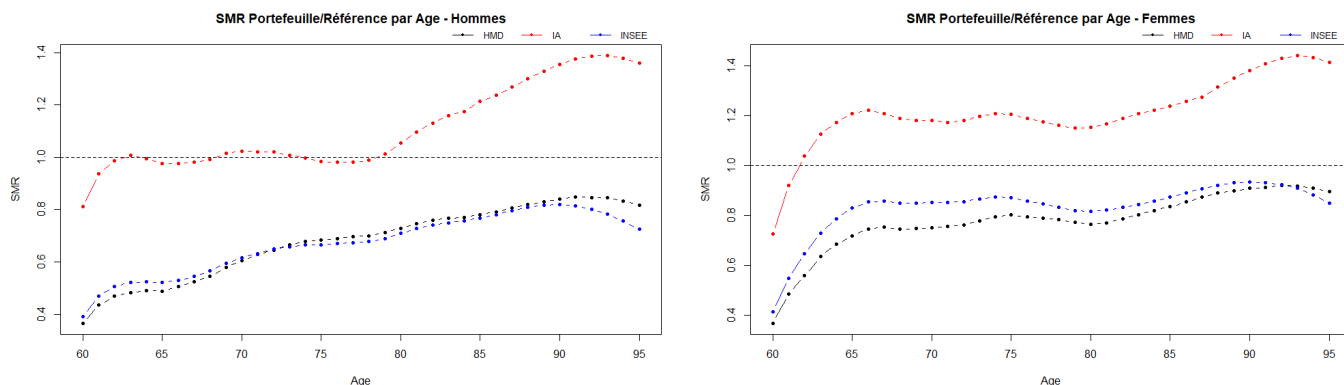 SMR Portefeuille/Référence par Age - Hommes
HMD IA INSEE
SMR
1.4
1.2
1.0
0.8
0.6
0.4
60 65 70 75 80 85 90 95
Age
SMR Portefeuille/Référence par Age - Femmes
HMD IA INSEE
SMR
1.4
1.2
1.0
0.8
0.6
0.4
60 65 70 75 80 85 90 95
Age